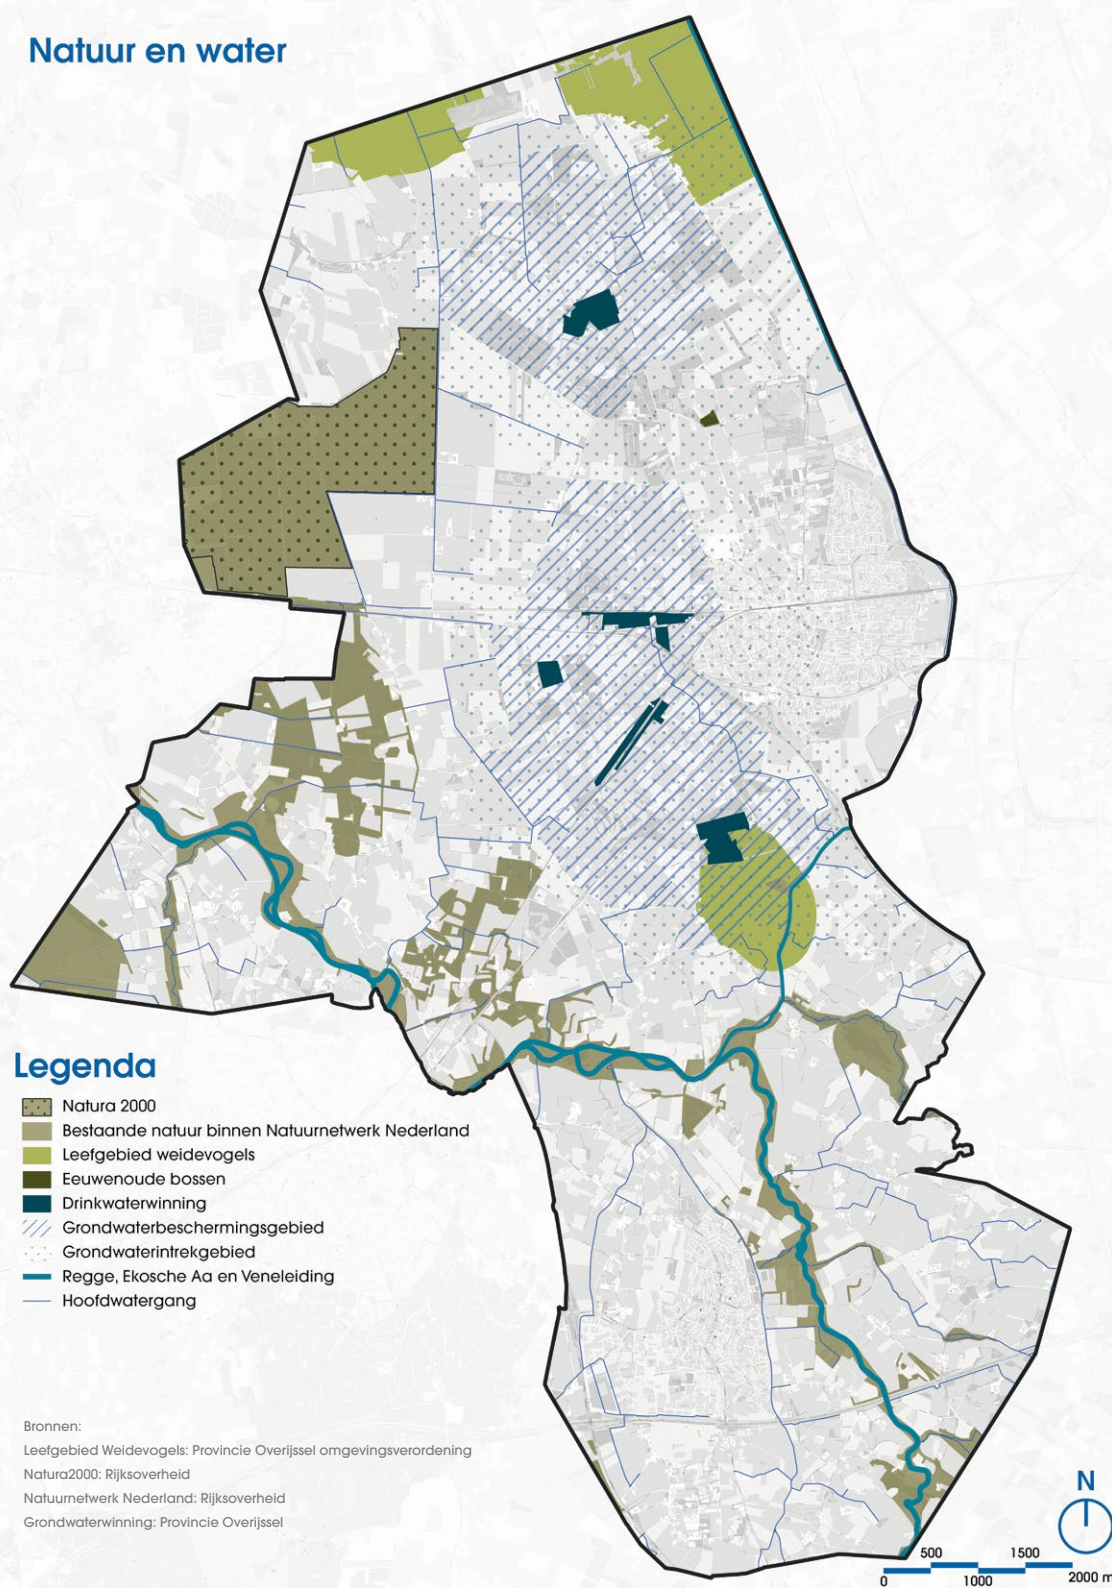 Natuur en water
Legenda
Natura 2000
Bestaande natuur binnen Natuurnetwerk Nederland
Leefgebied weidevogels
Eeuwenoude bossen
Drinkwaterwinning
Grondwaterbeschermingsgebied
Grondwaterintrekgebied
Regge, Ekosche Aa en Veneleiding
Hoofdwatergang
Bronnen:
Leefgebied Weidevogels: Provincie Overijssel omgevingsverordening
Natura2000: Rijksoverheid
Natuurnetwerk Nederland: Rijksoverheid
Grondwaterwinning: Provincie Overijssel
N
500 1500
0 1000 2000 m